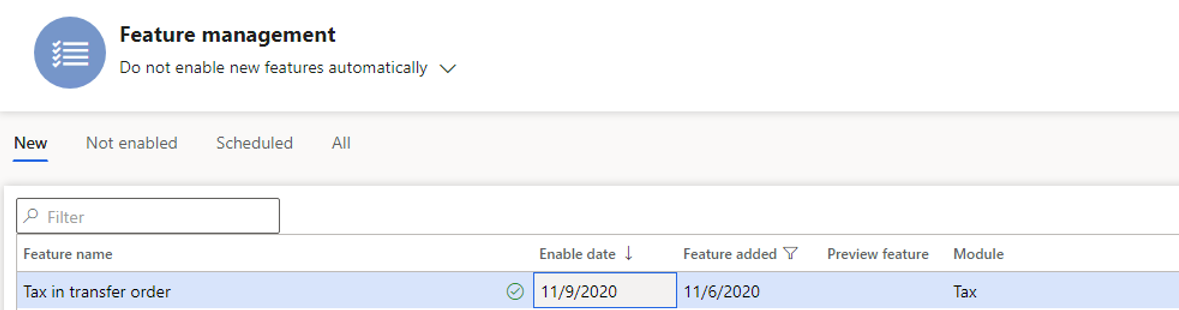 Feature management
Do not enable new features automatically
New Not enabled Scheduled All
Filter
Feature name Enable date Feature added Preview feature Module
Tax in transfer order 11/9/2020 11/6/2020 Tax